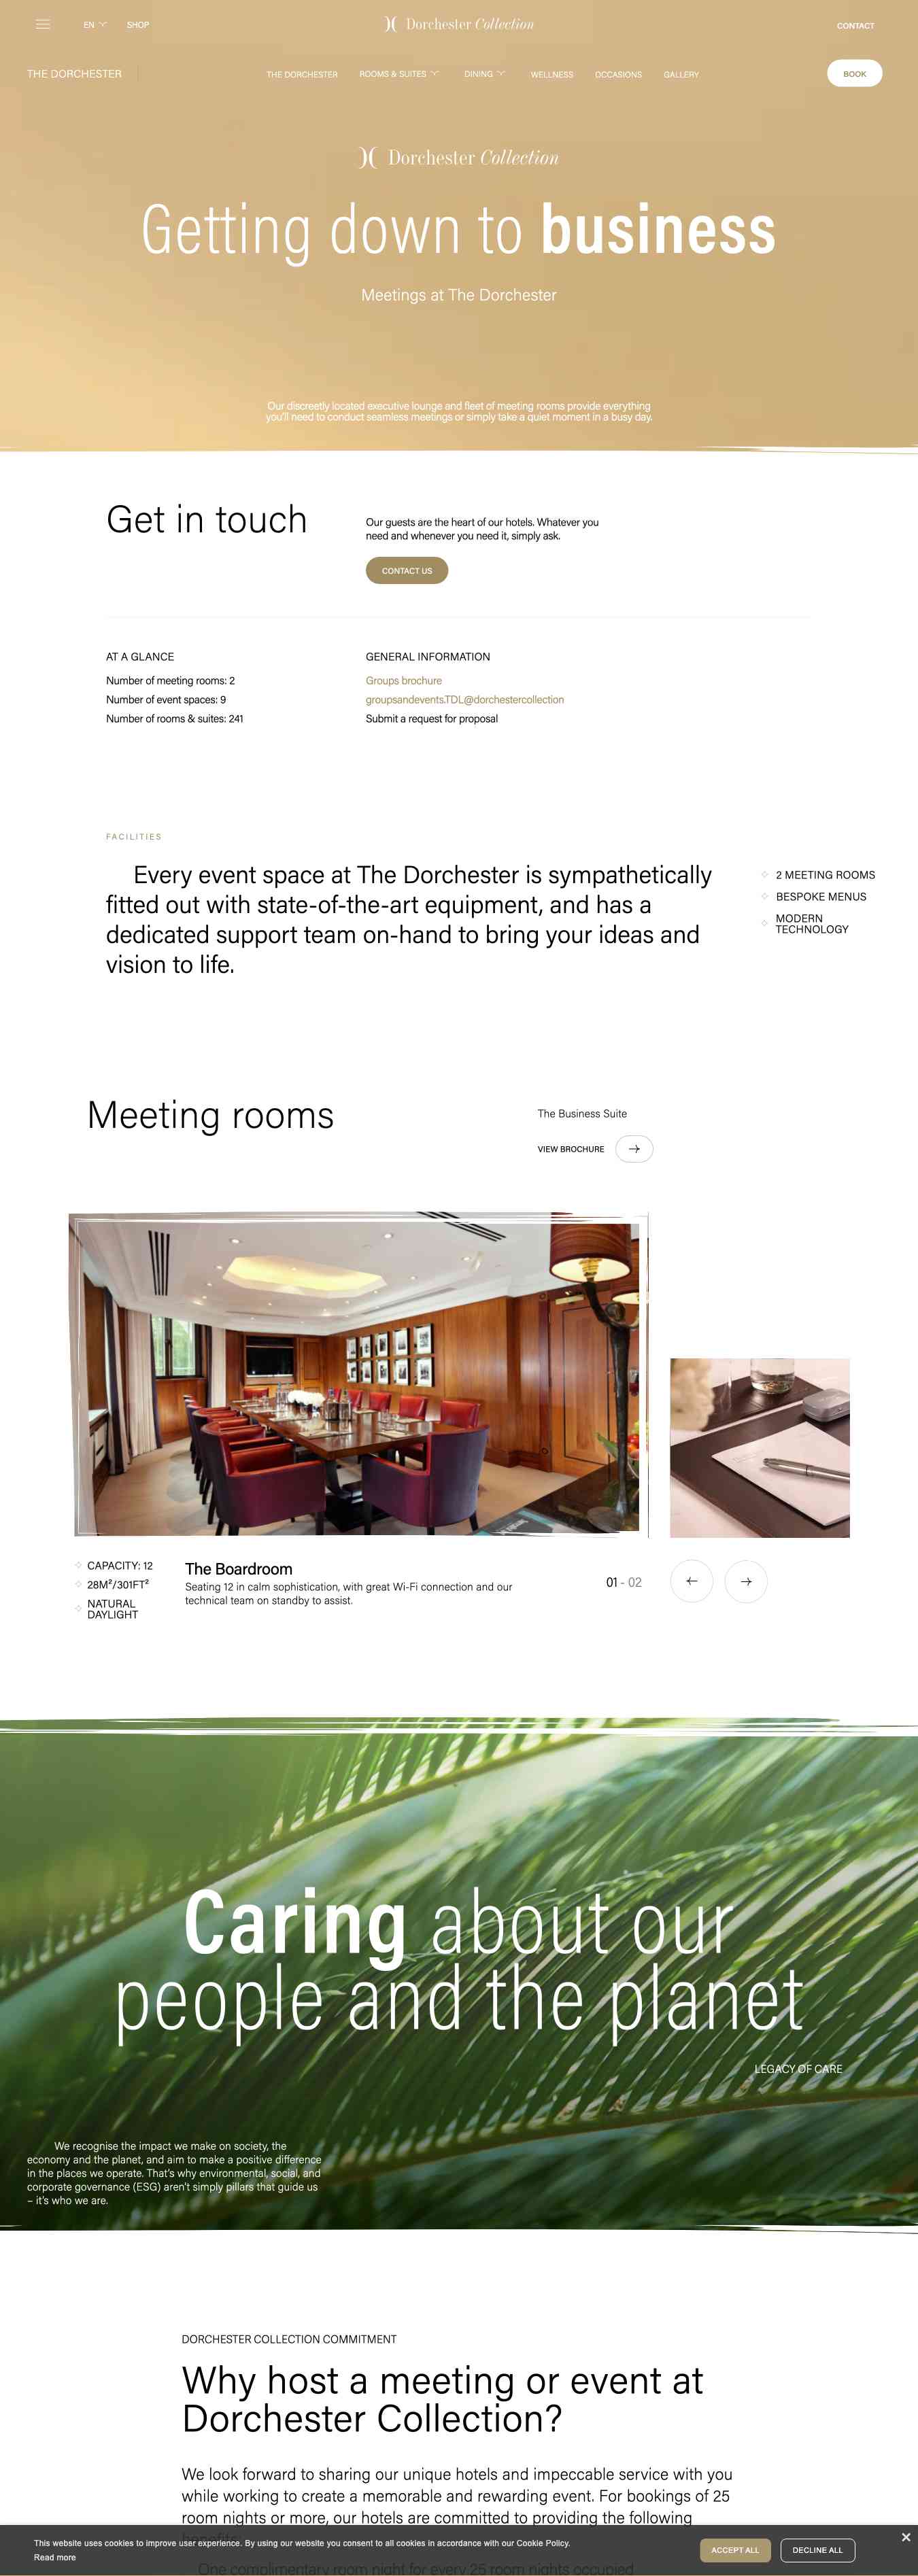 EN
SHOP
Dorchester Collection
CONTACT
THE DORCHESTER
THE DORCHESTER
ROOMS & SUITES
DINING
WELLNESS
OCCASIONS
GALLERY
BOOK
Dorchester Collection
Getting down to business
Meetings at The Dorchester
Our discreetly located executive lounge and fleet of meeting rooms provide everything
you'll need to conduct seamless meetings or simply take a quiet moment in a busy day.
Get in touch
Our guests are the heart of our hotels. Whatever you
need and whenever you need it, simply ask.
CONTACT US
AT A GLANCE
Number of meeting rooms: 2
Number of event spaces: 9
Number of rooms & suites: 241
GENERAL INFORMATION
Groups brochure
groupsandevents.TDL@dorchestercollection
Submit a request for proposal
FACILITIES
Every event space at The Dorchester is sympathetically
fitted out with state-of-the-art equipment, and has a
dedicated support team on-hand to bring your ideas and
vision to life.
2 MEETING ROOMS
BESPOKE MENUS
MODERN
TECHNOLOGY
Meeting rooms
The Business Suite
VIEW BROCHURE
CAPACITY: 12
28M²/301FT²
NATURAL
DAYLIGHT
The Boardroom
Seating 12 in calm sophistication, with great Wi-Fi connection and our
technical team on standby to assist.
01 - 02
Caring about our
people and the planet
LEGACY OF CARE
We recognise the impact we make on society, the
economy and the planet, and aim to make a positive difference
in the places we operate. That's why environmental, social, and
corporate governance (ESG) aren't simply pillars that guide us
– it's who we are.
DORCHESTER COLLECTION COMMITMENT
Why host a meeting or event at
Dorchester Collection?
We look forward to sharing our unique hotels and impeccable service with you
while working to create a memorable and rewarding event. For bookings of 25
room nights or more, our hotels are committed to providing the following
benefits:
This website uses cookies to improve user experience. By using our website you consent to all cookies in accordance with our Cookie Policy.
Read more
ACCEPT ALL
DECLINE ALL
One complimentary room night for every 25 room nights occupied